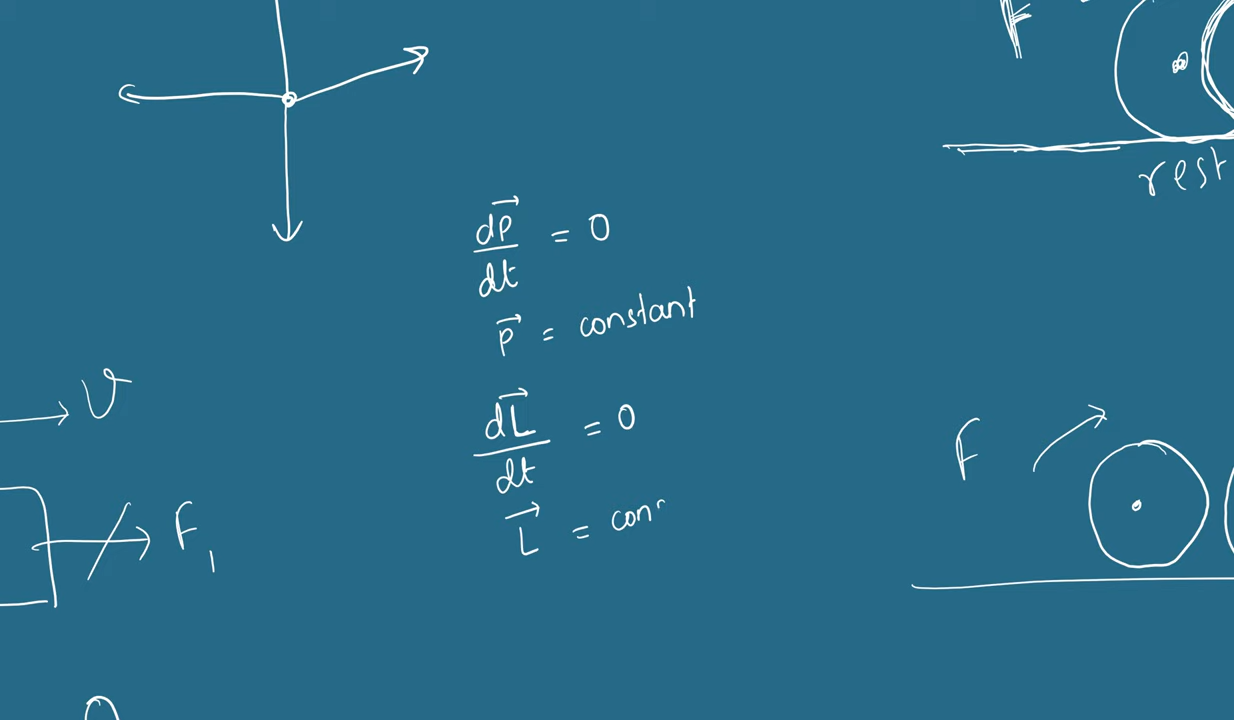 F
rest
dP⃗/dt = 0
P⃗ = constant
v
dL⃗/dt = 0
F
L⃗ = con
F₁